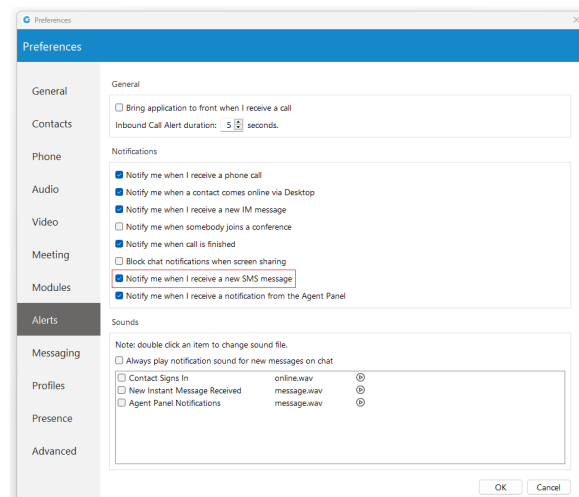 Preferences
Preferences
General
Contacts
Phone
Audio
Video
Meeting
Modules
Alerts
Messaging
Profiles
Presence
Advanced
General
Bring application to front when I receive a call
Inbound Call Alert duration: 5 seconds.
Notifications
Notify me when I receive a phone call
Notify me when a contact comes online via Desktop
Notify me when I receive a new IM message
Notify me when somebody joins a conference
Notify me when call is finished
Block chat notifications when screen sharing
Notify me when I receive a new SMS message
Notify me when I receive a notification from the Agent Panel
Sounds
Note: double click an item to change sound file.
Always play notification sound for new messages on chat
Contact Signs In online.wav
New Instant Message Received message.wav
Agent Panel Notifications message.wav
OK Cancel